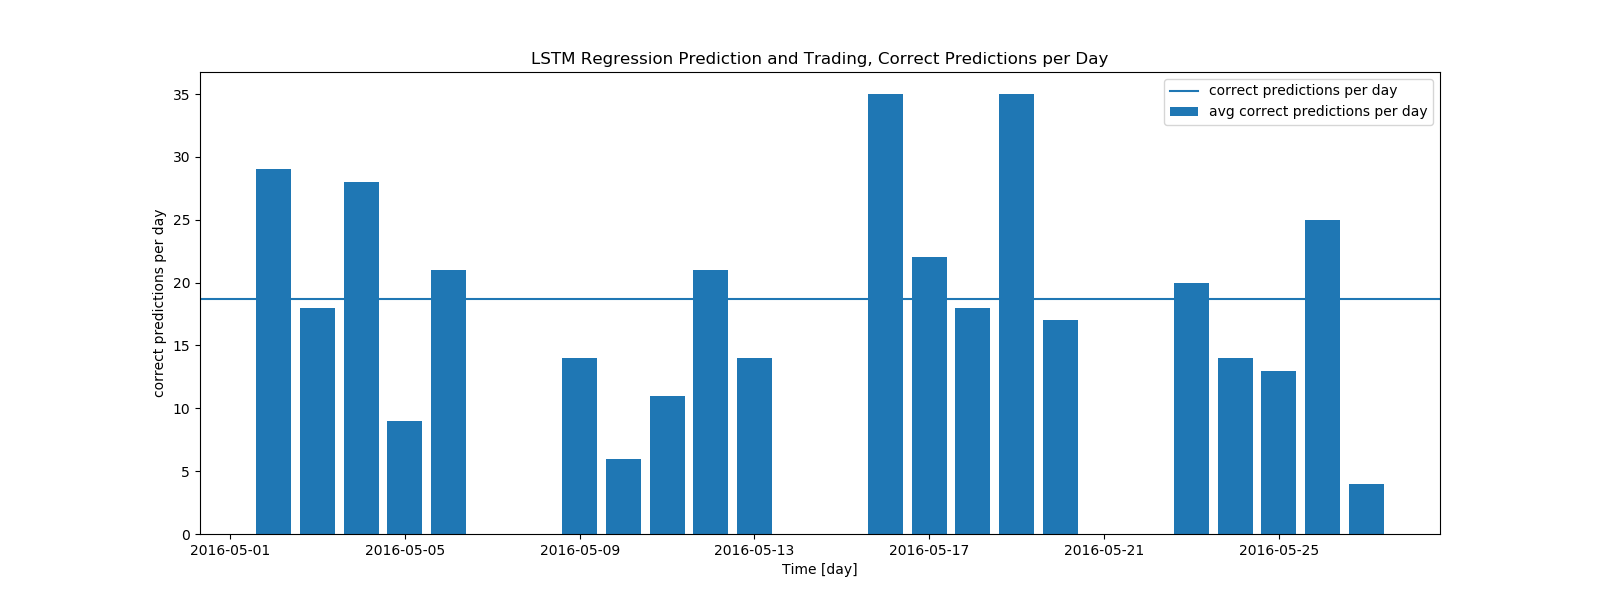 LSTM Regression Prediction and Trading, Correct Predictions per Day
correct predictions per day
avg correct predictions per day
correct predictions per day
35
30
25
20
15
10
5
0
2016-05-01 2016-05-05 2016-05-09 2016-05-13 2016-05-17 2016-05-21 2016-05-25
Time [day]